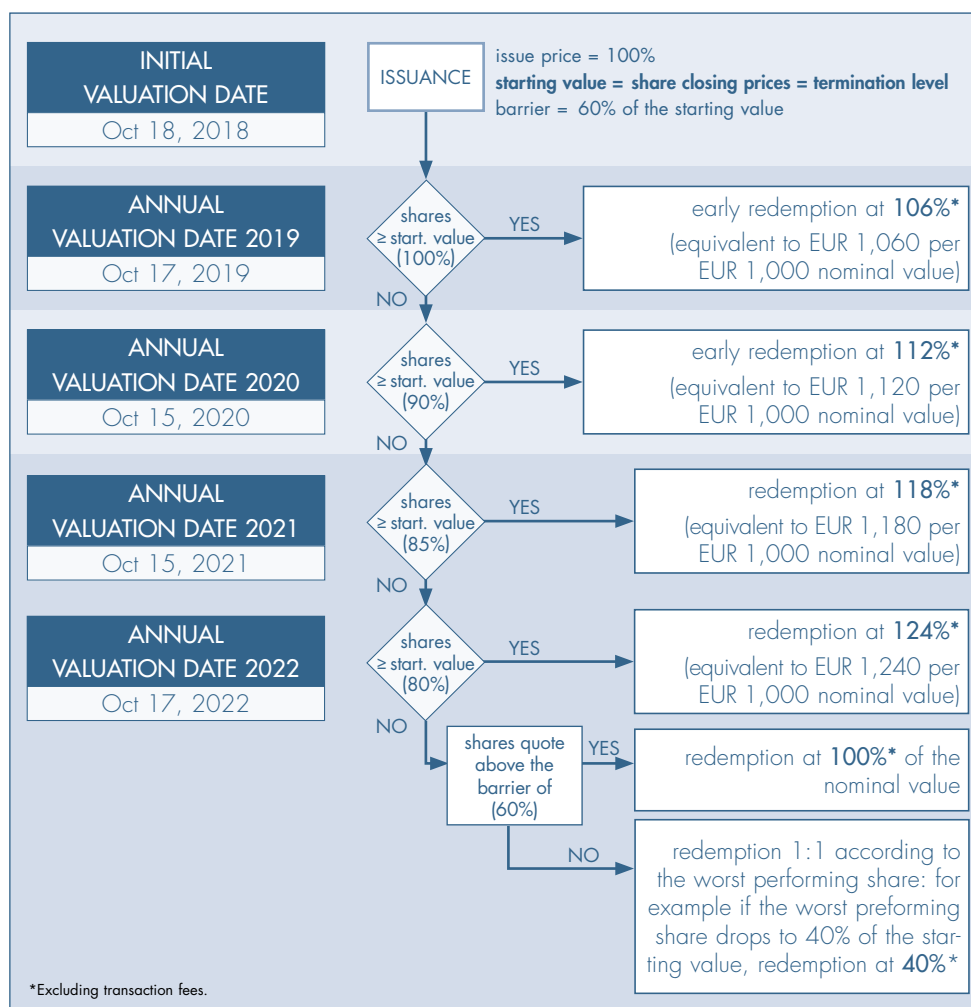 INITIAL
VALUATION DATE
Oct 18, 2018
ISSUANCE
issue price = 100%
starting value = share closing prices = termination level
barrier = 60% of the starting value
ANNUAL
VALUATION DATE 2019
Oct 17, 2019
shares
≥ start. value
(100%)
YES
early redemption at 106%*
(equivalent to EUR 1,060 per
EUR 1,000 nominal value)
NO
ANNUAL
VALUATION DATE 2020
Oct 15, 2020
shares
≥ start. value
(90%)
YES
early redemption at 112%*
(equivalent to EUR 1,120 per
EUR 1,000 nominal value)
NO
ANNUAL
VALUATION DATE 2021
Oct 15, 2021
shares
≥ start. value
(85%)
YES
redemption at 118%*
(equivalent to EUR 1,180 per
EUR 1,000 nominal value)
NO
ANNUAL
VALUATION DATE 2022
Oct 17, 2022
shares
≥ start. value
(80%)
YES
redemption at 124%*
(equivalent to EUR 1,240 per
EUR 1,000 nominal value)
NO
shares quote
above the
barrier of
(60%)
YES
redemption at 100%* of the
nominal value
NO
redemption 1:1 according to
the worst performing share: for
example if the worst preforming
share drops to 40% of the star-
ting value, redemption at 40%*
*Excluding transaction fees.